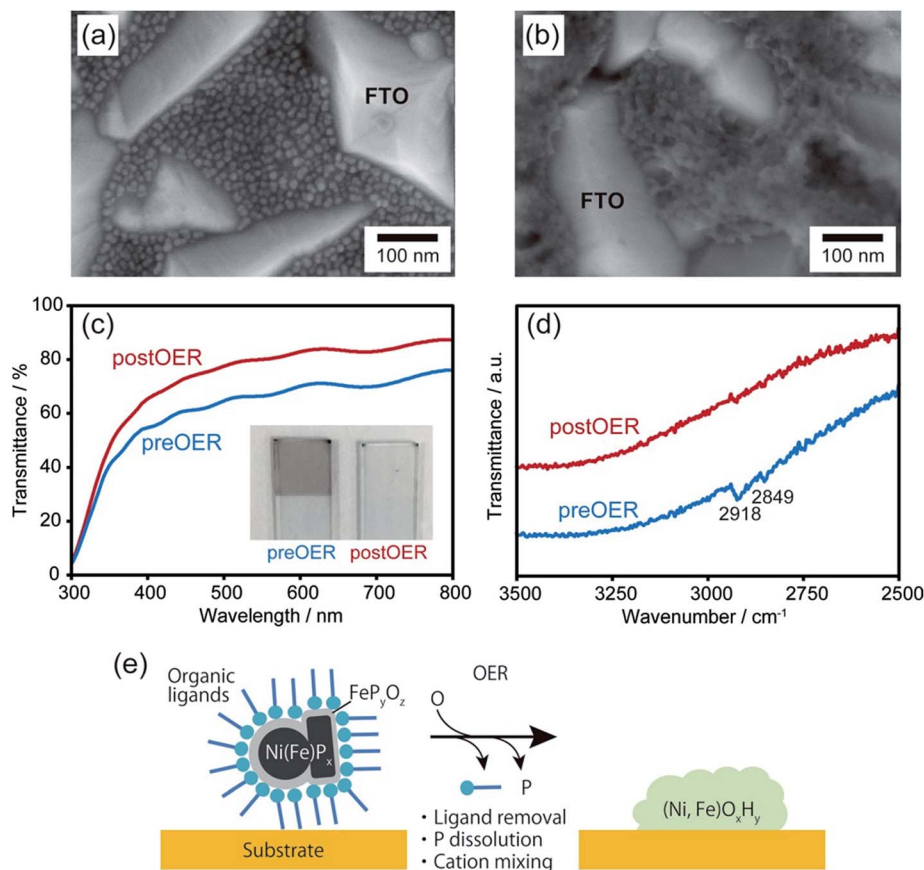 (a)
FTO
100 nm
(b)
FTO
100 nm
(c)
Transmittance / %
100
80
60
40
20
0
postOER
preOER
preOER
postOER
300
400
500
600
700
800
Wavelength / nm
(d)
Transmittance / a.u.
postOER
preOER
2918
2849
3500
3250
3000
2750
2500
Wavenumber / cm⁻¹
(e)
Organic
ligands
FePyOz
Ni(Fe)Pₓ
Substrate
OER
O
P
・Ligand removal
・P dissolution
・Cation mixing
(Ni, Fe)OₓHy